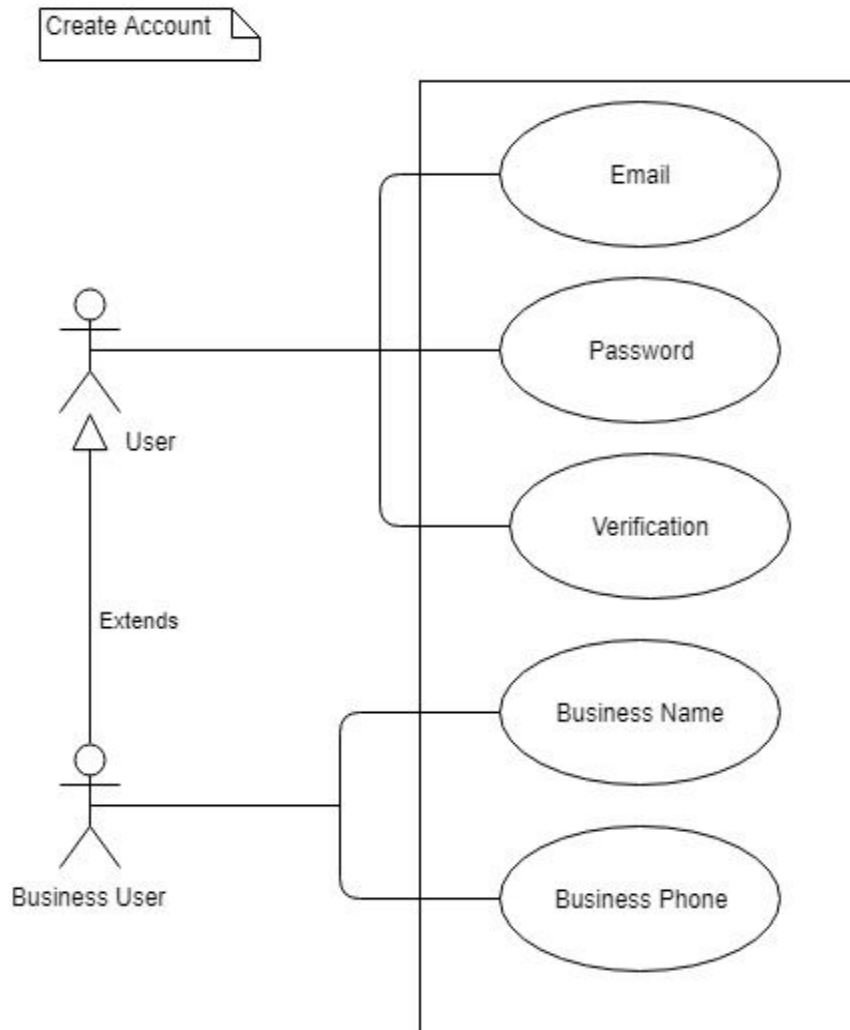 Create Account
Email
Password
User
Verification
Extends
Business Name
Business User
Business Phone